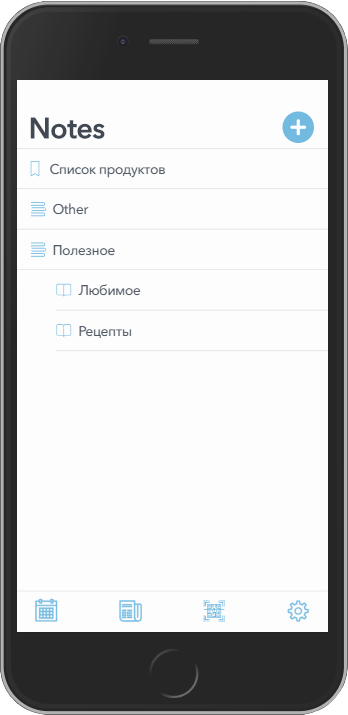 Notes
Список продуктов
Other
Полезное
Любимое
Рецепты